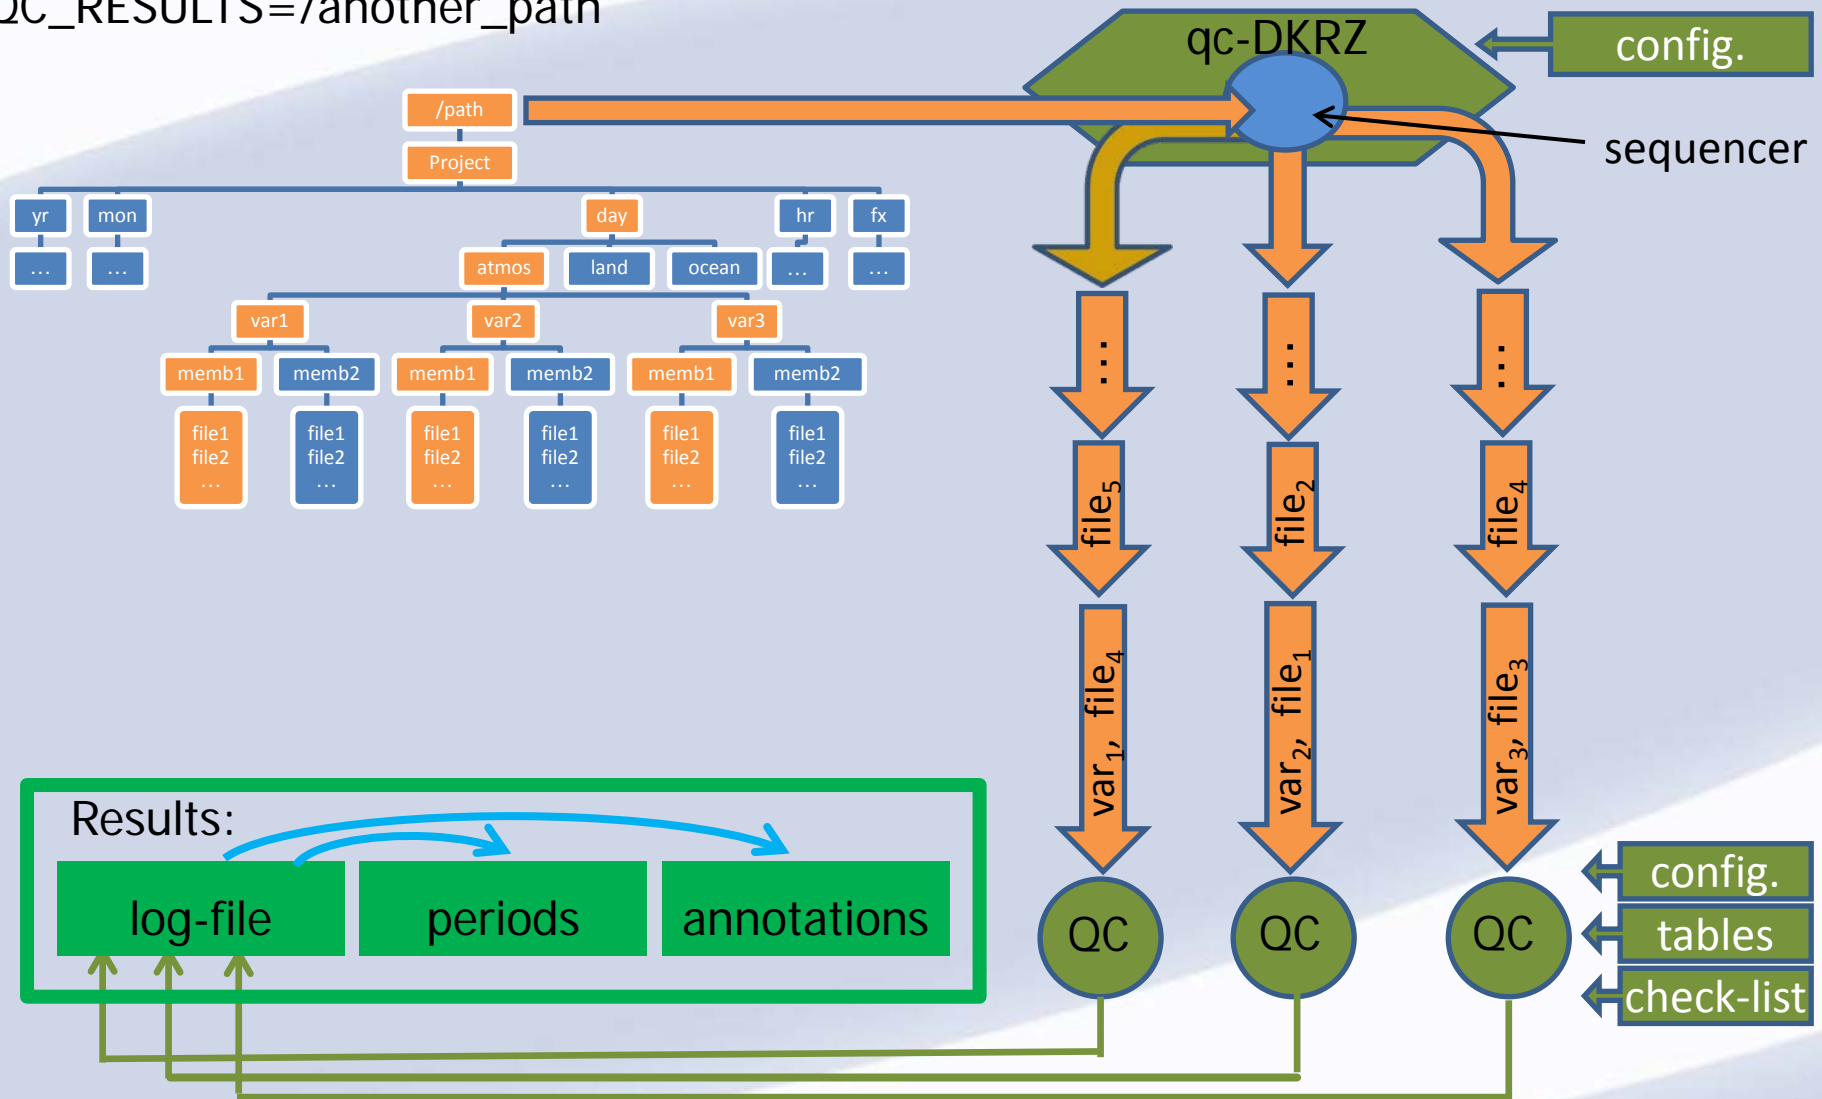 QC_RESULTS=/another_path
qc-DKRZ
config.
sequencer
/path
Project
yr
mon
day
hr
fx
...
...
atmos
land
ocean
...
...
var1
var2
var3
memb1
memb2
memb1
memb2
memb1
memb2
file1
file2
...
file1
file2
...
file1
file2
...
file1
file2
...
file1
file2
...
file1
file2
...
...
...
...
file5
file2
file4
var1, file4
var2, file1
var3, file3
Results:
log-file
periods
annotations
QC
QC
QC
config.
tables
check-list